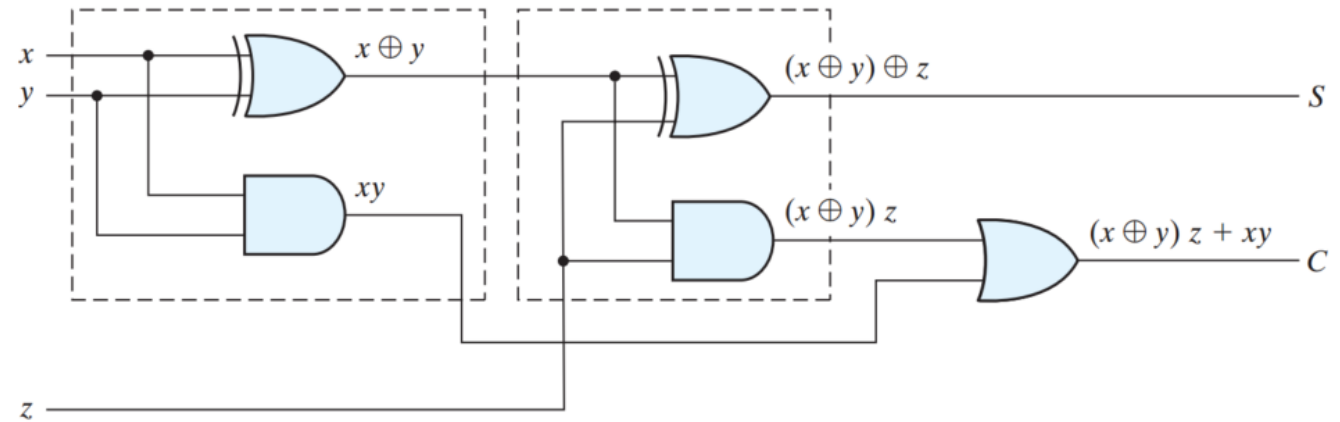 x
y
x ⊕ y
xy
(x ⊕ y) ⊕ z
S
(x ⊕ y) z
(x ⊕ y) z + xy
C
z